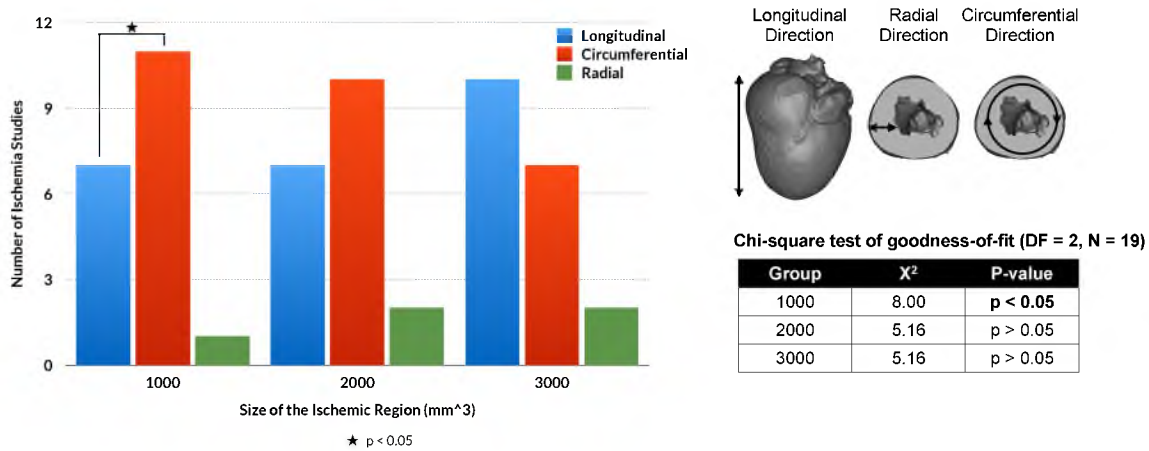 12
9
6
3
0
Number of Ischemia Studies
★
Longitudinal
Circumferential
Radial
1000 2000 3000
Size of the Ischemic Region (mm^3)
★ p < 0.05
Longitudinal Direction
Radial Direction
Circumferential Direction
Chi-square test of goodness-of-fit (DF = 2, N = 19)
Group X² P-value
1000 8.00 p < 0.05
2000 5.16 p > 0.05
3000 5.16 p > 0.05